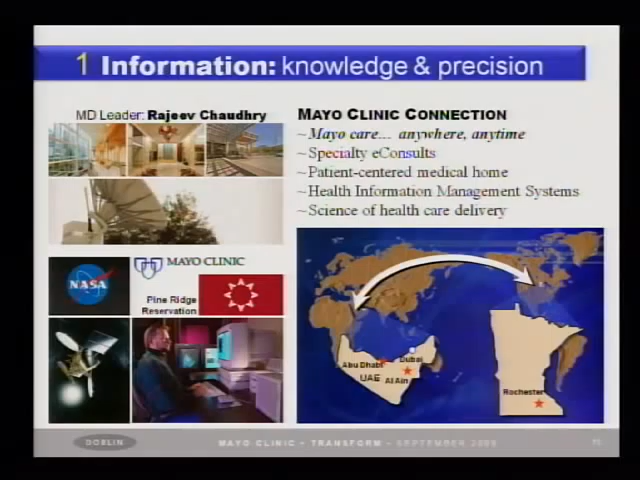 1 Information: knowledge & precision
MD Leader: Rajeev Chaudhry
MAYO CLINIC CONNECTION
~Mayo care... anywhere, anytime
~Specialty eConsults
~Patient-centered medical home
~Health Information Management Systems
~Science of health care delivery
NASA
MAYO CLINIC
Pine Ridge
Reservation
Abu Dhabi
Dubai
UAE
Al Ain
Rochester
DOBLIN
MAYO CLINIC • TRANSFORM • SEPTEMBER 2009